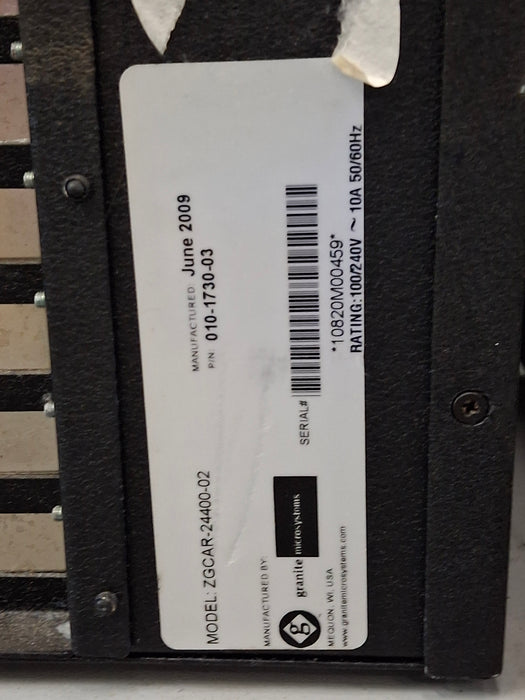 MODEL: ZGCAR-24400-02
MANUFACTURED: June 2009
P/N: 010-1730-03
MANUFACTURED BY:
g granite microsystems
MEQUON, WI, USA
www.granitemicrosystems.com
SERIAL#
*10820M00459*
RATING:100/240V ~ 10A 50/60Hz